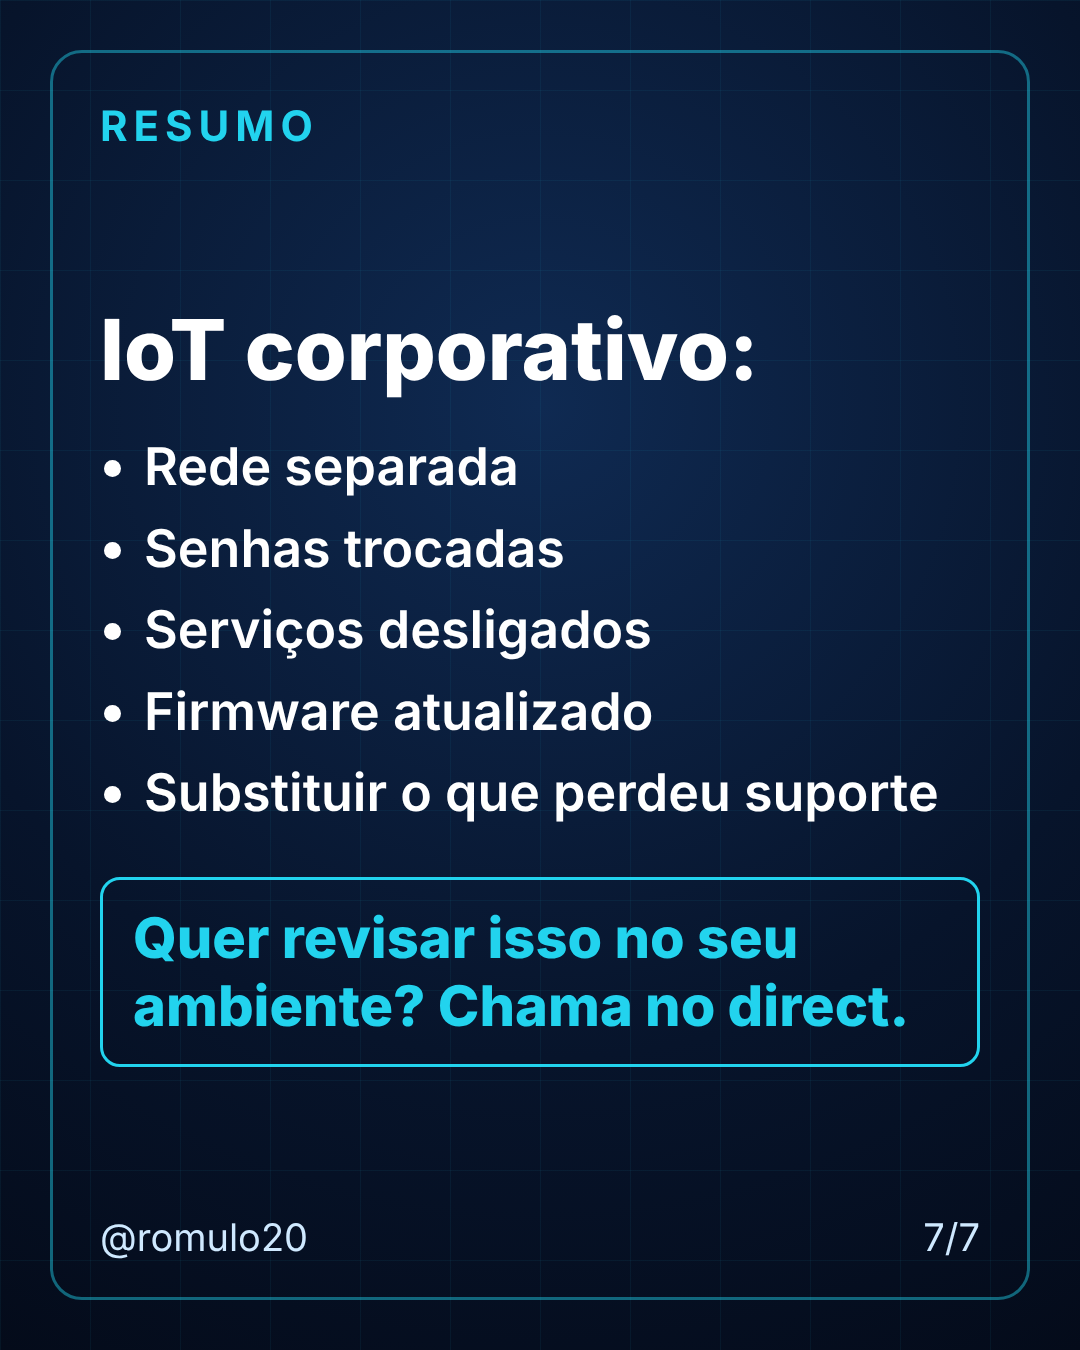 RESUMO
IoT corporativo:
• Rede separada
• Senhas trocadas
• Serviços desligados
• Firmware atualizado
• Substituir o que perdeu suporte
Quer revisar isso no seu
ambiente? Chama no direct.
@romulo20
7/7